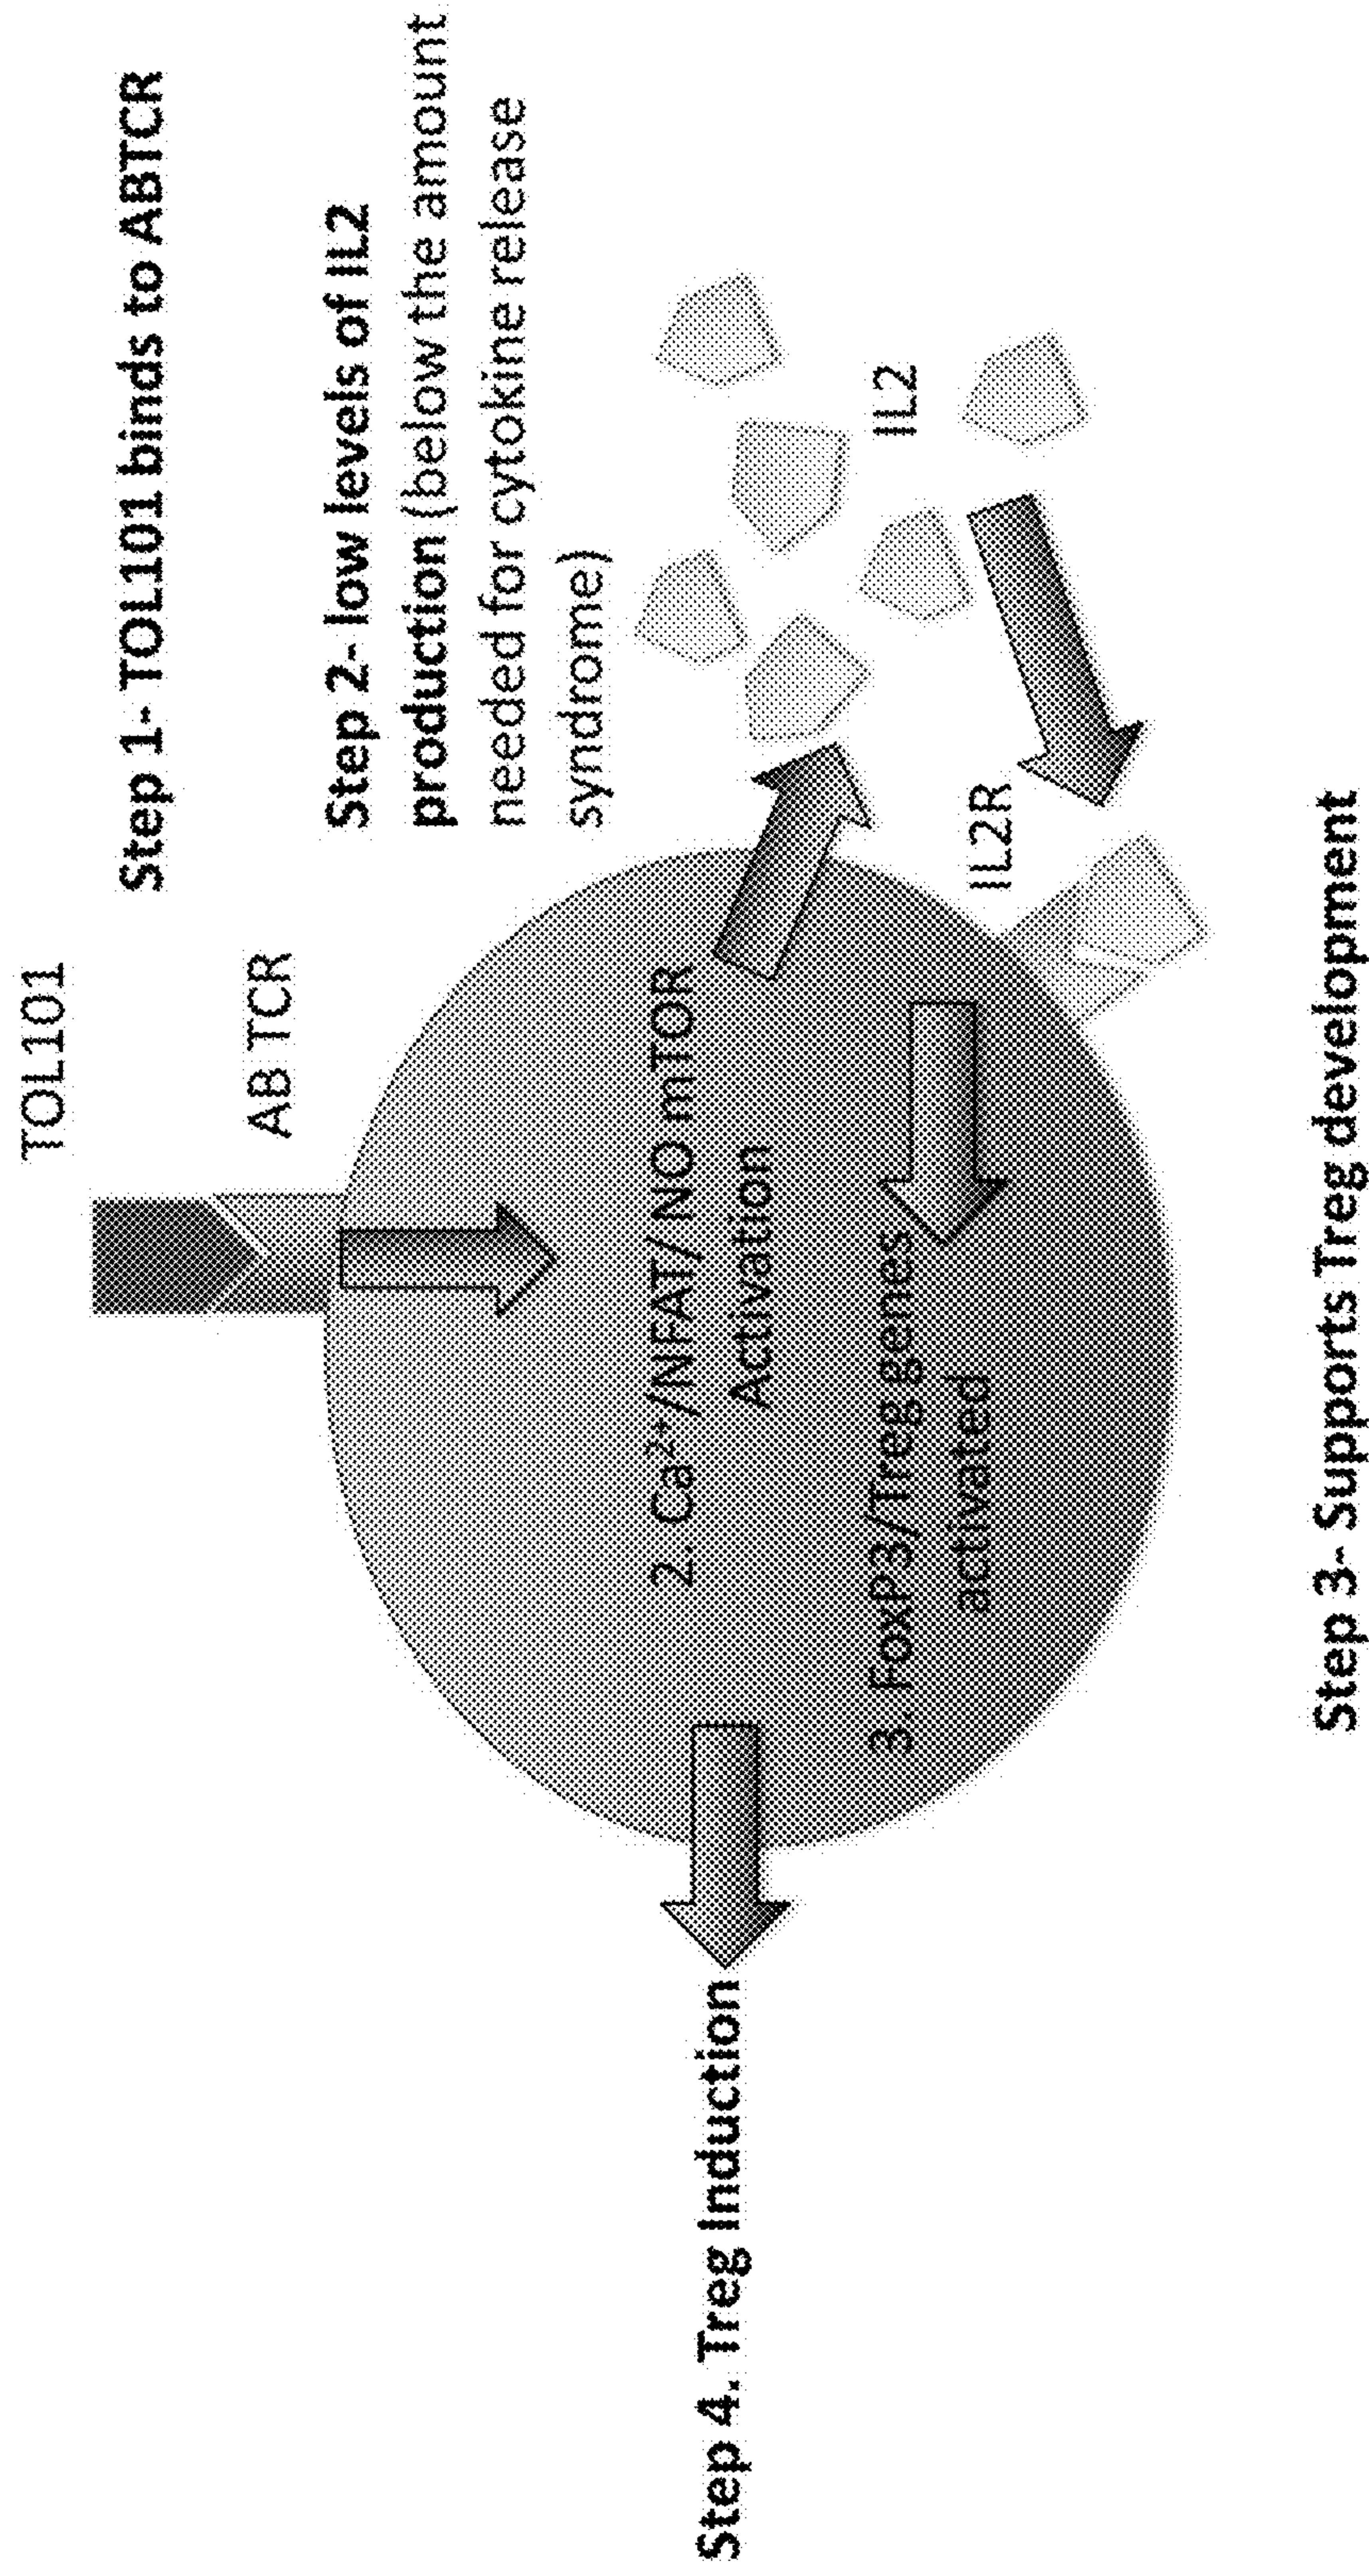 TOL101
AB TCR
Step 1- TOL101 binds to ABTCR
Step 2- low levels of IL2
production (below the amount
needed for cytokine release
syndrome)
2. Ca²⁺/NFAT/ NO mTOR
Activation
3. FoxP3/Treg genes
activated
IL2
IL2R
Step 4. Treg Induction
Step 3- Supports Treg development